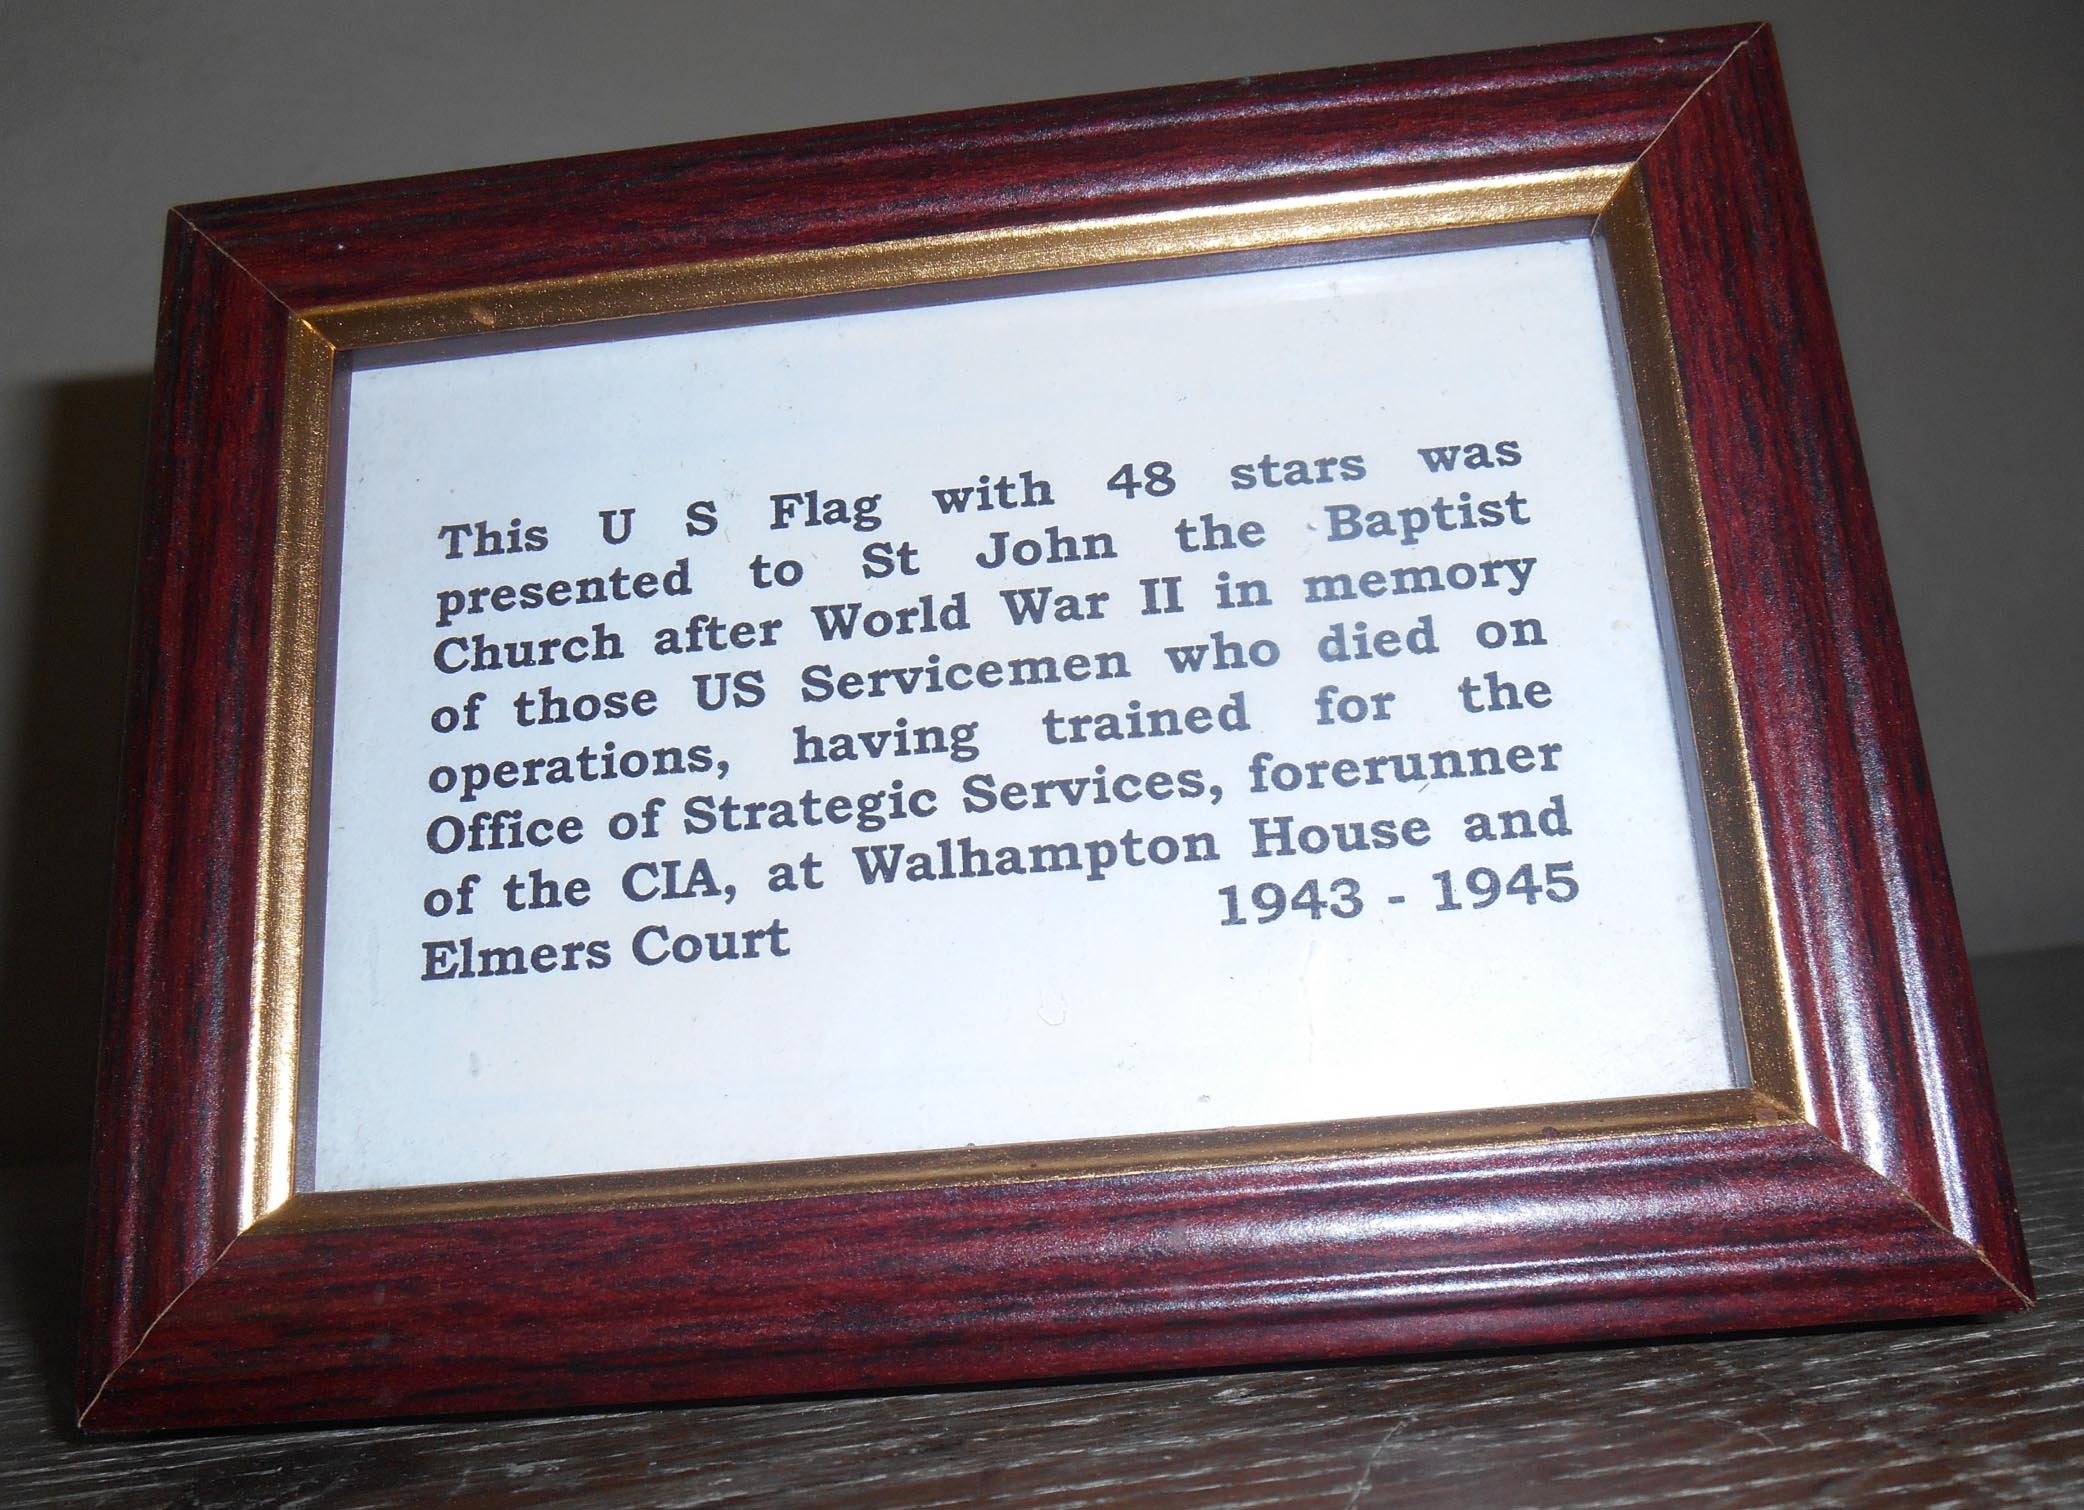 This U S Flag with 48 stars was
presented to St John the Baptist
Church after World War II in memory
of those US Servicemen who died on
operations, having trained for the
Office of Strategic Services, forerunner
of the CIA, at Walhampton House and
Elmers Court 1943 - 1945